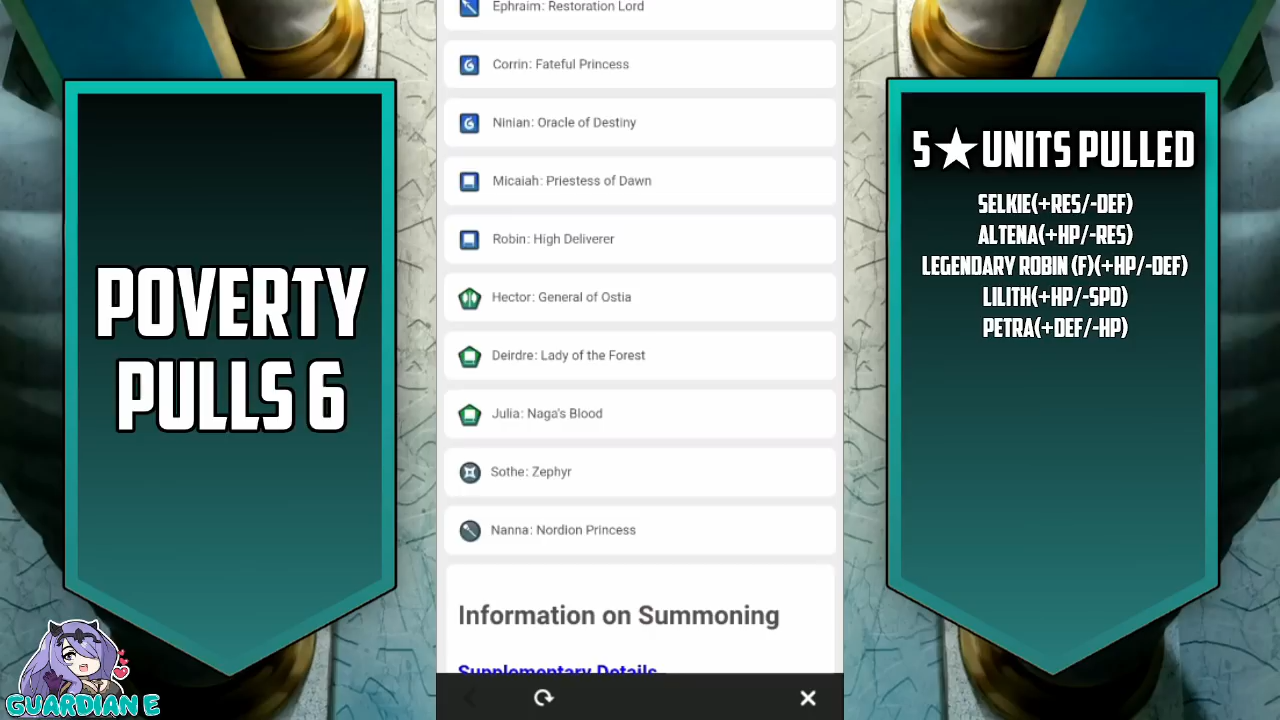 POVERTY
PULLS 6
GUARDIAN E
Ephraim: Restoration Lord
Corrin: Fateful Princess
Ninian: Oracle of Destiny
Micaiah: Priestess of Dawn
Robin: High Deliverer
Hector: General of Ostia
Deirdre: Lady of the Forest
Julia: Naga's Blood
Sothe: Zephyr
Nanna: Nordion Princess
Information on Summoning
Supplementary Details
5★UNITS PULLED
SELKIE(+RES/-DEF)
ALTENA(+HP/-RES)
LEGENDARY ROBIN (F)(+HP/-DEF)
LILITH(+HP/-SPD)
PETRA(+DEF/-HP)